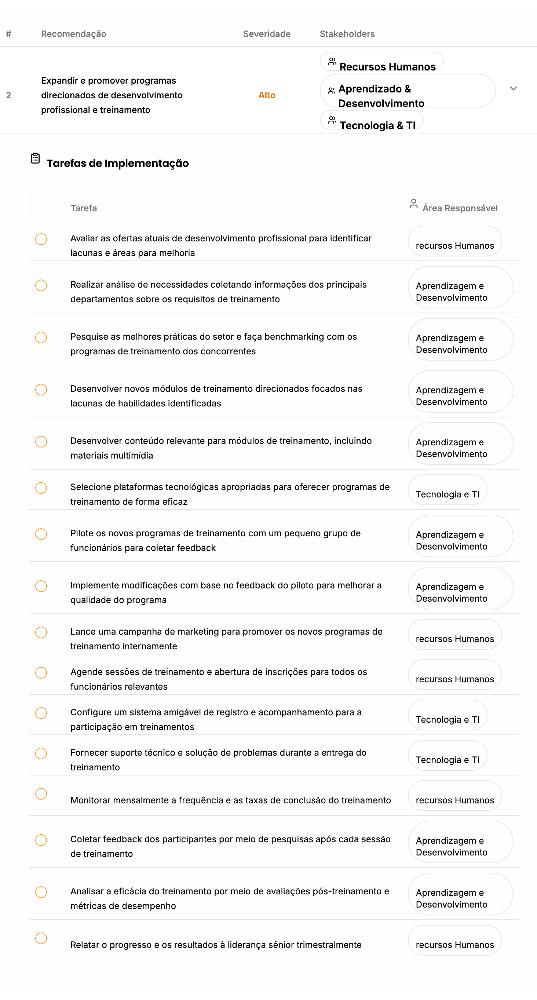 # Recomendação Severidade Stakeholders
2
Expandir e promover programas
direcionados de desenvolvimento
profissional e treinamento
Alto
Recursos Humanos
Aprendizado &
Desenvolvimento
Tecnologia & TI
Tarefas de Implementação
Tarefa Área Responsável
Avaliar as ofertas atuais de desenvolvimento profissional para identificar
lacunas e áreas para melhoria
recursos Humanos
Realizar análise de necessidades coletando informações dos principais
departamentos sobre os requisitos de treinamento
Aprendizagem e
Desenvolvimento
Pesquise as melhores práticas do setor e faça benchmarking com os
programas de treinamento dos concorrentes
Aprendizagem e
Desenvolvimento
Desenvolver novos módulos de treinamento direcionados focados nas
lacunas de habilidades identificadas
Aprendizagem e
Desenvolvimento
Desenvolver conteúdo relevante para módulos de treinamento, incluindo
materiais multimídia
Aprendizagem e
Desenvolvimento
Selecione plataformas tecnológicas apropriadas para oferecer programas de
treinamento de forma eficaz
Tecnologia e TI
Pilote os novos programas de treinamento com um pequeno grupo de
funcionários para coletar feedback
Aprendizagem e
Desenvolvimento
Implemente modificações com base no feedback do piloto para melhorar a
qualidade do programa
Aprendizagem e
Desenvolvimento
Lance uma campanha de marketing para promover os novos programas de
treinamento internamente
recursos Humanos
Agende sessões de treinamento e abertura de inscrições para todos os
funcionários relevantes
recursos Humanos
Configure um sistema amigável de registro e acompanhamento para a
participação em treinamentos
Tecnologia e TI
Fornecer suporte técnico e solução de problemas durante a entrega do
treinamento
Tecnologia e TI
Monitorar mensalmente a frequência e as taxas de conclusão do treinamento
recursos Humanos
Coletar feedback dos participantes por meio de pesquisas após cada sessão
de treinamento
Aprendizagem e
Desenvolvimento
Analisar a eficácia do treinamento por meio de avaliações pós-treinamento e
métricas de desempenho
Aprendizagem e
Desenvolvimento
Relatar o progresso e os resultados à liderança sênior trimestralmente
recursos Humanos